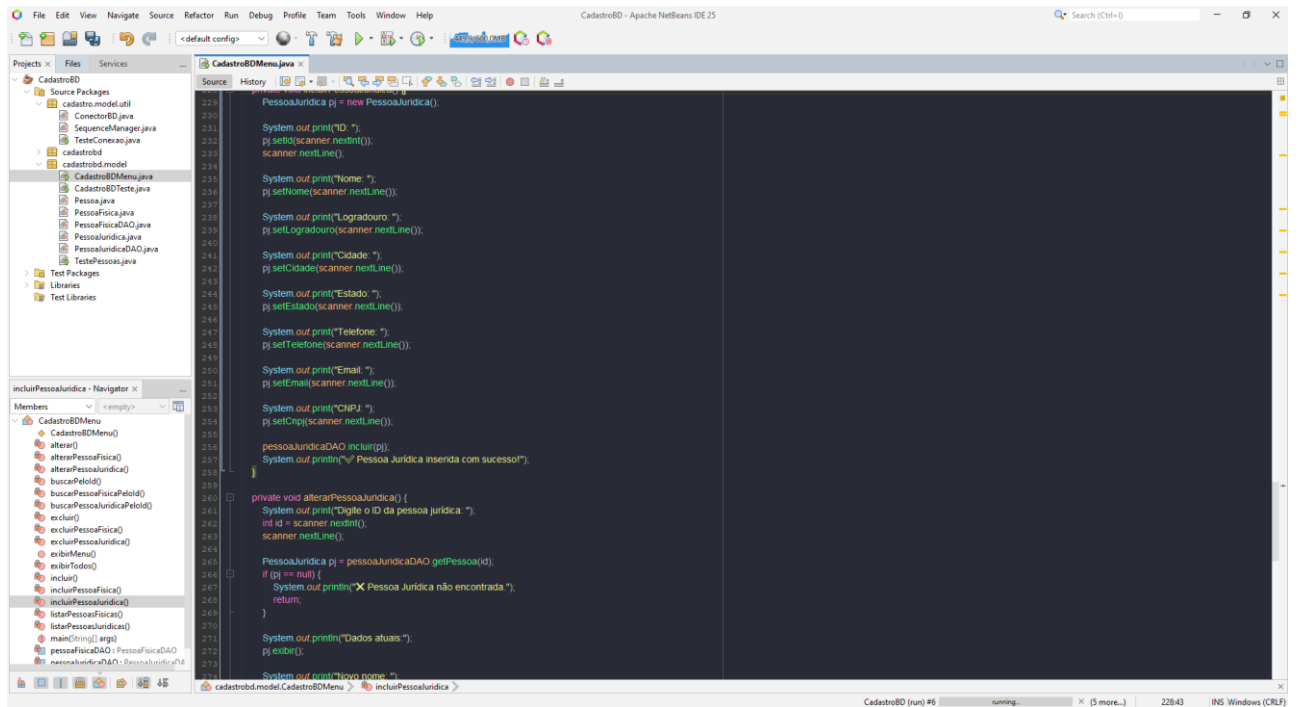 File Edit View Navigate Source Refactor Run Debug Profile Team Tools Window Help
CadastroBD - Apache NetBeans IDE 25
Search (Ctrl+I)
<default config>
Projects
Files
Services
CadastroBD
Source Packages
cadastro.model.util
ConectorBD.java
SequenceManager.java
TesteConexao.java
cadastrobd
cadastrobd.model
CadastroBDMenu.java
CadastroBDTeste.java
Pessoa.java
PessoaFisica.java
PessoaFisicaDAO.java
PessoaJuridica.java
PessoaJuridicaDAO.java
TestePessoas.java
Test Packages
Libraries
Test Libraries
incluirPessoaJuridica - Navigator
Members
<empty>
CadastroBDMenu
CadastroBDMenu()
alterar()
alterarPessoaFisica()
alterarPessoaJuridica()
buscarPeloId()
buscarPessoaFisicaPeloId()
buscarPessoaJuridicaPeloId()
excluir()
excluirPessoaFisica()
excluirPessoaJuridica()
exibirMenu()
exibirTodos()
incluir()
incluirPessoaFisica()
incluirPessoaJuridica()
listarPessoasFisicas()
listarPessoasJuridicas()
main(String[] args)
pessoaFisicaDAO : PessoaFisicaDAO
CadastroBDMenu.java
Source History
229 PessoaJuridica pj = new PessoaJuridica();
230
231 System.out.print("ID: ");
232 pj.setId(scanner.nextInt());
233 scanner.nextLine();
234
235 System.out.print("Nome: ");
236 pj.setNome(scanner.nextLine());
237
238 System.out.print("Logradouro: ");
239 pj.setLogradouro(scanner.nextLine());
240
241 System.out.print("Cidade: ");
242 pj.setCidade(scanner.nextLine());
243
244 System.out.print("Estado: ");
245 pj.setEstado(scanner.nextLine());
246
247 System.out.print("Telefone: ");
248 pj.setTelefone(scanner.nextLine());
249
250 System.out.print("Email: ");
251 pj.setEmail(scanner.nextLine());
252
253 System.out.print("CNPJ: ");
254 pj.setCnpj(scanner.nextLine());
255
256 pessoaJuridicaDAO.incluir(pj);
257 System.out.println("✅ Pessoa Jurídica inserida com sucesso!");
258 }
259
260 private void alterarPessoaJuridica() {
261 System.out.print("Digite o ID da pessoa jurídica: ");
262 int id = scanner.nextInt();
263 scanner.nextLine();
264
265 PessoaJuridica pj = pessoaJuridicaDAO.getPessoa(id);
266 if (pj == null) {
267 System.out.println("❌ Pessoa Jurídica não encontrada.");
268 return;
269 }
270
271 System.out.println("Dados atuais:");
272 pj.exibir();
273
274 System.out.print("Novo nome: ");
cadastrobd.model.CadastroBDMenu
incluirPessoaJuridica
CadastroBD (run) #6
running...
(5 more...)
228:43
INS Windows (CRLF)